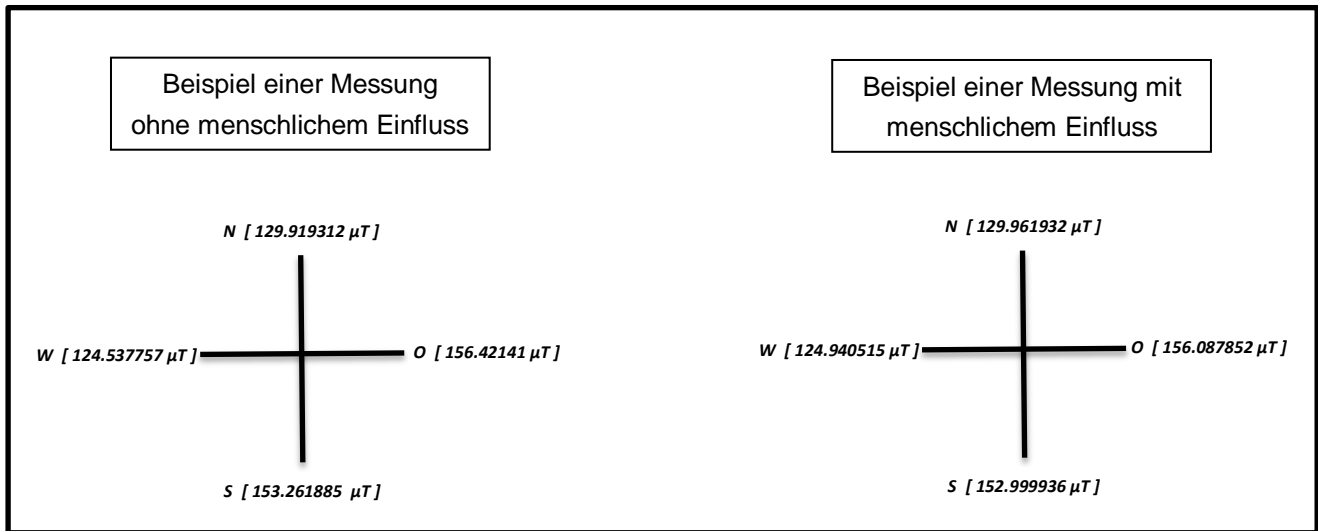 Beispiel einer Messung
ohne menschlichem Einfluss
N [ 129.919312 µT ]
W [ 124.537757 µT ]
O [ 156.42141 µT ]
S [ 153.261885 µT ]
Beispiel einer Messung mit
menschlichem Einfluss
N [ 129.961932 µT ]
W [ 124.940515 µT ]
O [ 156.087852 µT ]
S [ 152.999936 µT ]